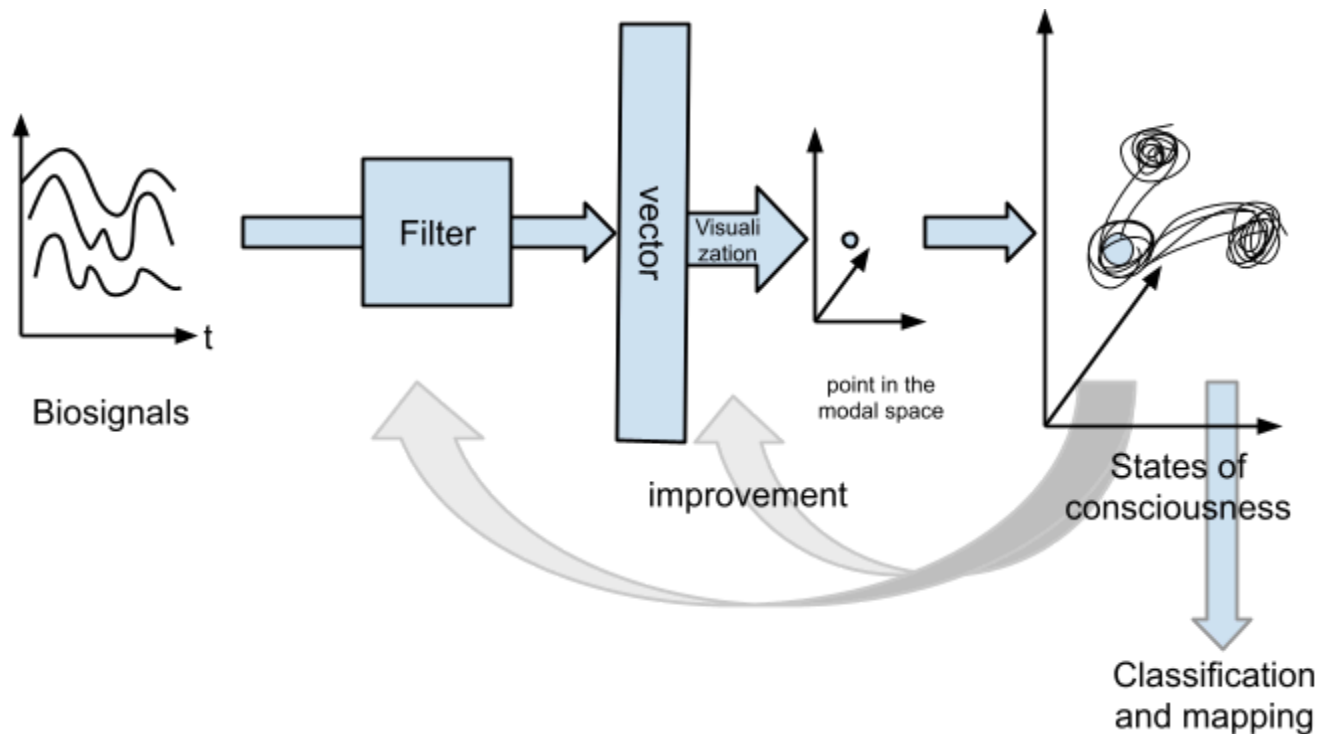 t
Biosignals
Filter
vector
Visuali
zation
point in the
modal space
improvement
States of
consciousness
Classification
and mapping